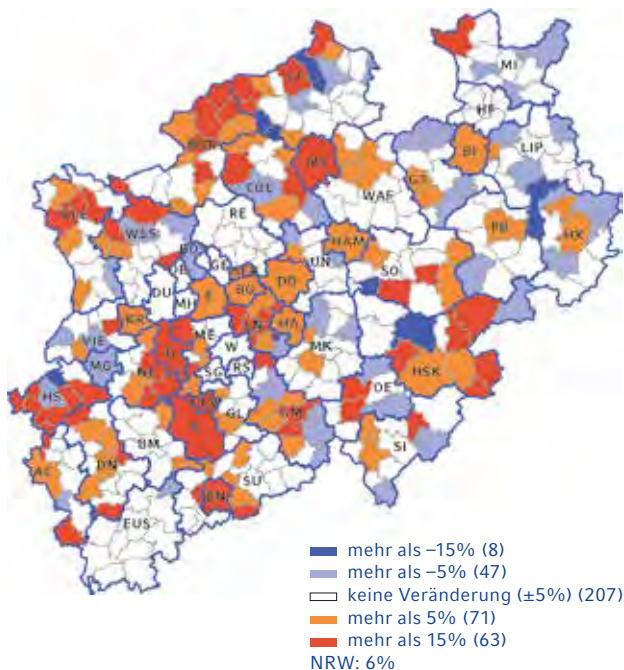 MI
ST
HF
BOR
MS
BI
LIP
COE
GT
WAF
KLE
RE
PB
HX
WES
HAM
BOT
UN
SO
OB
GE
HER
DU
MH
E
BO
DO
KR
EN
HA
VIE
ME
D
W
MK
MG
NE
SG
RS
HSK
HS
OE
LEV
GL
GM
K
BM
SI
DN
AC
SU
BN
EUS
mehr als –15% (8)
mehr als –5% (47)
keine Veränderung (±5%) (207)
mehr als 5% (71)
mehr als 15% (63)
NRW: 6%